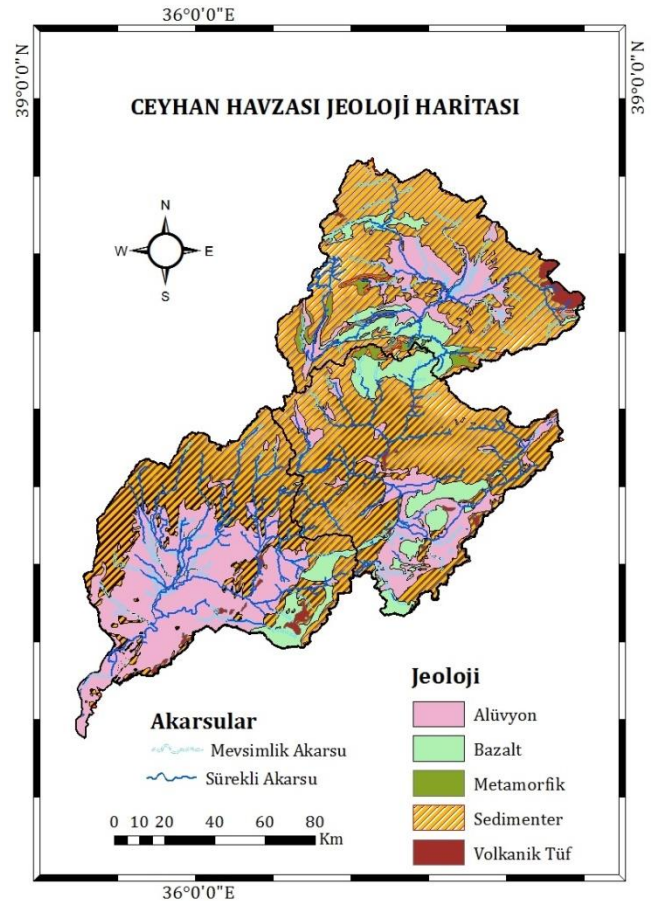 36°0'0"E
39°0'0"N
39°0'0"N
CEYHAN HAVZASI JEOLOJİ HARİTASI
N
W
E
S
Jeoloji
Alüvyon
Bazalt
Metamorfik
Sedimenter
Volkanik Tüf
Akarsular
Mevsimlik Akarsu
Sürekli Akarsu
0 10 20 40 60 80
Km
36°0'0"E